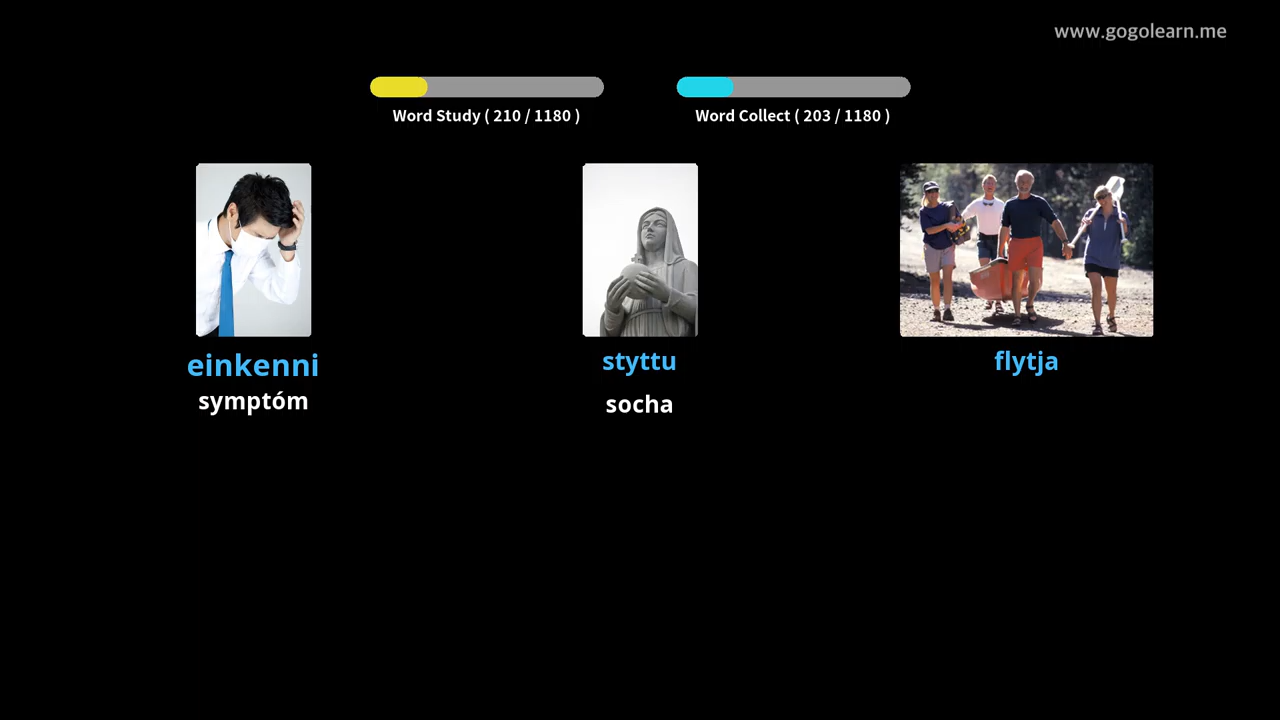 www.gogolearn.me
Word Study ( 210 / 1180 )
Word Collect ( 203 / 1180 )
einkenni
symptóm
styttu
socha
flytja